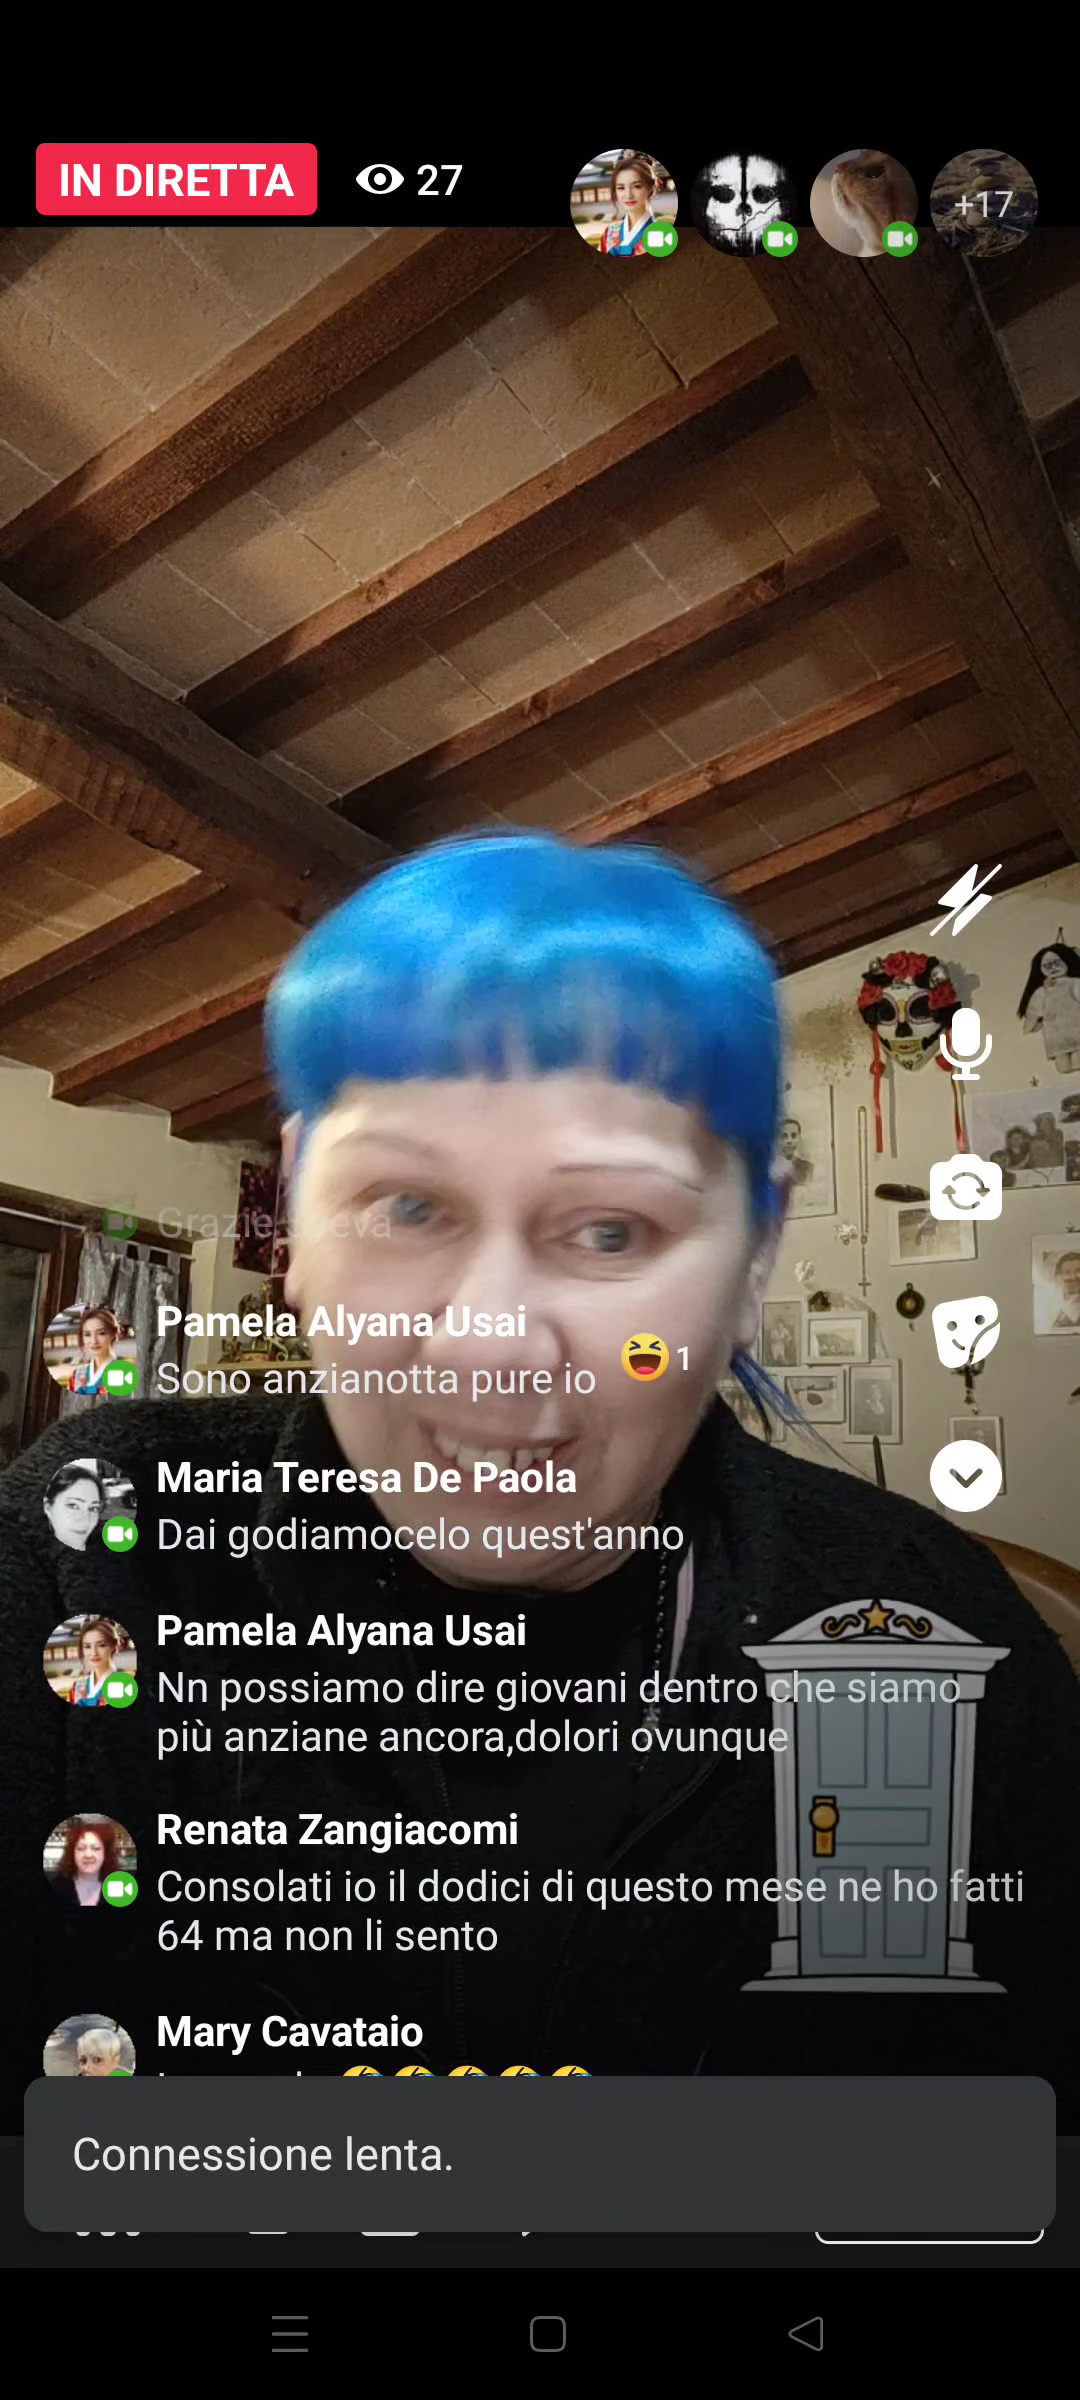 IN DIRETTA
27
+17
Grazie
Pamela Alyana Usai
Sono anzianotta pure io
1
Maria Teresa De Paola
Dai godiamocelo quest'anno
Pamela Alyana Usai
Nn possiamo dire giovani dentro che siamo
più anziane ancora,dolori ovunque
Renata Zangiacomi
Consolati io il dodici di questo mese ne ho fatti
64 ma non li sento
Mary Cavataio
Connessione lenta.